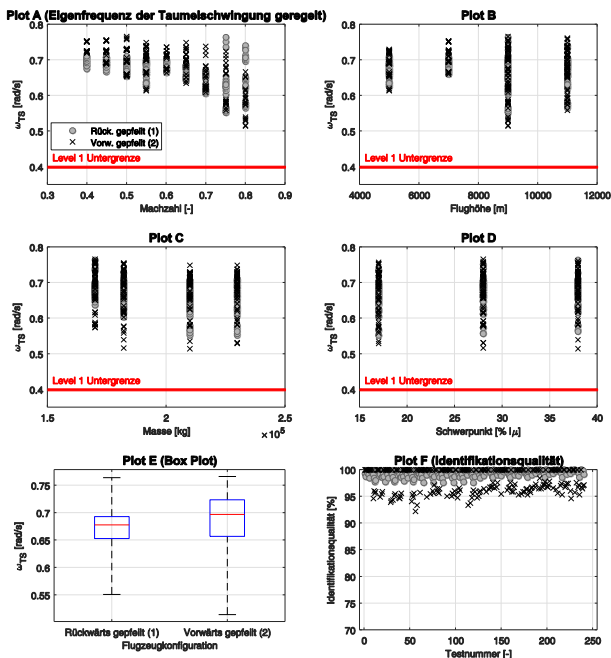 Plot A (Eigenfrequenz der Taumelschwingung geregelt)
0.8
0.7
0.6
0.5
0.4
0.3
ω_TS [rad/s]
Rück. gepfeilt (1)
Vorw. gepfeilt (2)
Level 1 Untergrenze
0.3 0.4 0.5 0.6 0.7 0.8 0.9
Machzahl [-]
Plot B
0.8
0.7
0.6
0.5
0.4
0.3
ω_TS [rad/s]
Level 1 Untergrenze
4000 6000 8000 10000 12000
Flughöhe [m]
Plot C
0.8
0.7
0.6
0.5
0.4
0.3
ω_TS [rad/s]
Level 1 Untergrenze
1.5 2 2.5
Masse [kg]
×10^5
Plot D
0.8
0.7
0.6
0.5
0.4
0.3
ω_TS [rad/s]
Level 1 Untergrenze
15 20 25 30 35 40
Schwerpunkt [% lμ]
Plot E (Box Plot)
0.75
0.7
0.65
0.6
0.55
ω_TS [rad/s]
Rückwärts gepfeilt (1) Vorwärts gepfeilt (2)
Flugzeugkonfiguration
Plot F (Identifikationsqualität)
100
95
90
85
80
75
70
Identifikationsqualität [%]
0 50 100 150 200 250
Testnummer [-]